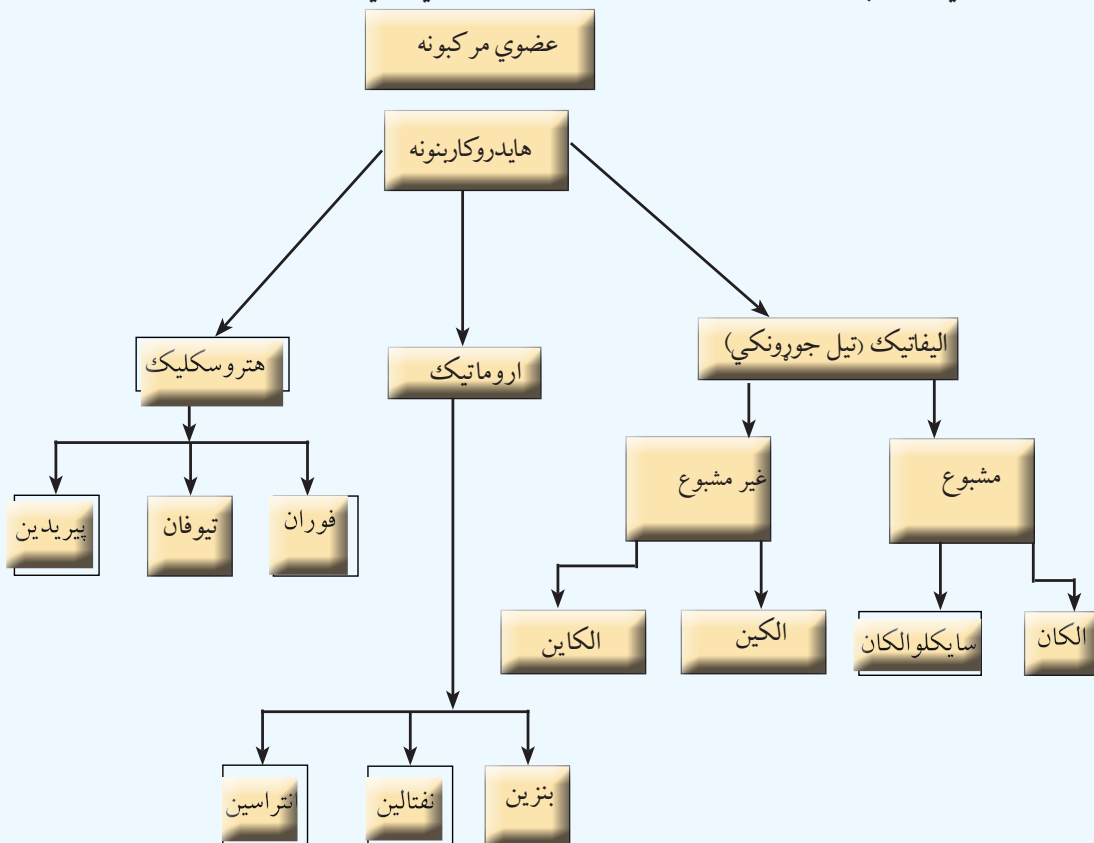 عضوي مرکبونه
هايدروکاربنونه
اليفاتيک (تيل جوړونکي)
اروماتيک
هتروسکليک
مشبوع
غير مشبوع
فوران
تيوفان
پيريدين
الکان
سايکلوالکان
الکين
الکاين
بنزين
نفتالين
انتراسين